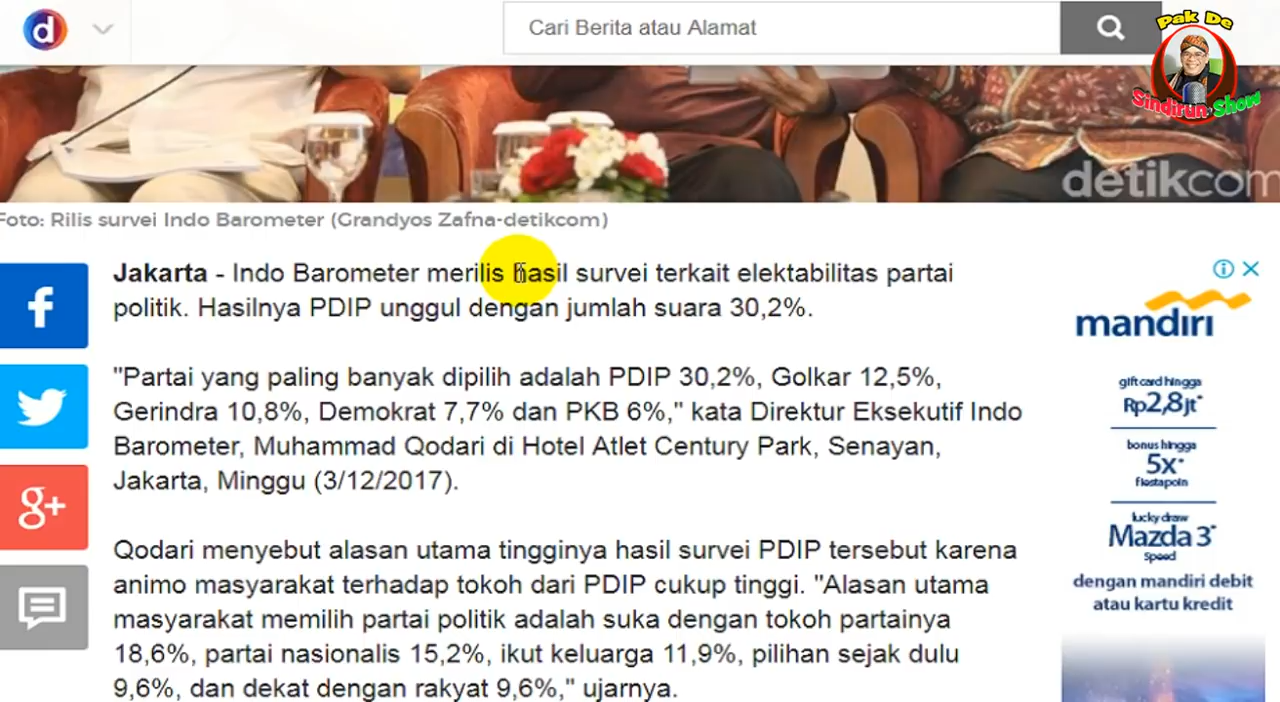 d
Cari Berita atau Alamat
Pak De
Sindirun Show
detikcom
Foto: Rilis survei Indo Barometer (Grandyos Zafna-detikcom)
Jakarta - Indo Barometer merilis hasil survei terkait elektabilitas partai
politik. Hasilnya PDIP unggul dengan jumlah suara 30,2%.
"Partai yang paling banyak dipilih adalah PDIP 30,2%, Golkar 12,5%,
Gerindra 10,8%, Demokrat 7,7% dan PKB 6%," kata Direktur Eksekutif Indo
Barometer, Muhammad Qodari di Hotel Atlet Century Park, Senayan,
Jakarta, Minggu (3/12/2017).
Qodari menyebut alasan utama tingginya hasil survei PDIP tersebut karena
animo masyarakat terhadap tokoh dari PDIP cukup tinggi. "Alasan utama
masyarakat memilih partai politik adalah suka dengan tokoh partainya
18,6%, partai nasionalis 15,2%, ikut keluarga 11,9%, pilihan sejak dulu
9,6%, dan dekat dengan rakyat 9,6%," ujarnya.
f
g+
mandiri
gift card hingga
Rp2,8jt*
bonus hingga
5x*
fiestapoin
lucky draw
Mazda 3*
Speed
dengan mandiri debit
atau kartu kredit